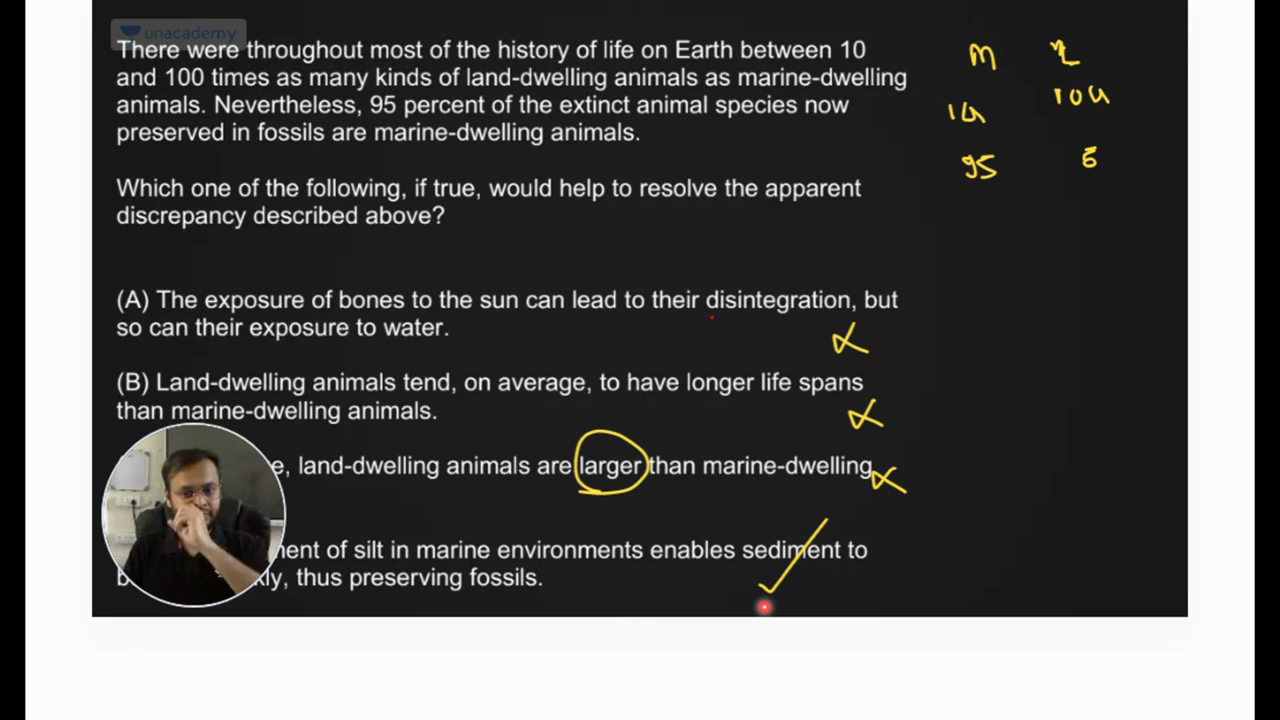 unacademy
There were throughout most of the history of life on Earth between 10
and 100 times as many kinds of land-dwelling animals as marine-dwelling
animals. Nevertheless, 95 percent of the extinct animal species now
preserved in fossils are marine-dwelling animals.
Which one of the following, if true, would help to resolve the apparent
discrepancy described above?
(A) The exposure of bones to the sun can lead to their disintegration, but
so can their exposure to water.
(B) Land-dwelling animals tend, on average, to have longer life spans
than marine-dwelling animals.
land-dwelling animals are larger than marine-dwelling
of silt in marine environments enables sediment to
thus preserving fossils.
m
95 5